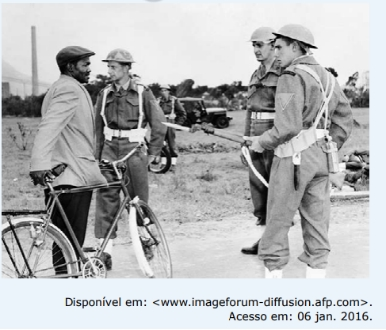 Disponível em: <www.imageforum-diffusion.afp.com>.
Acesso em: 06 jan. 2016.